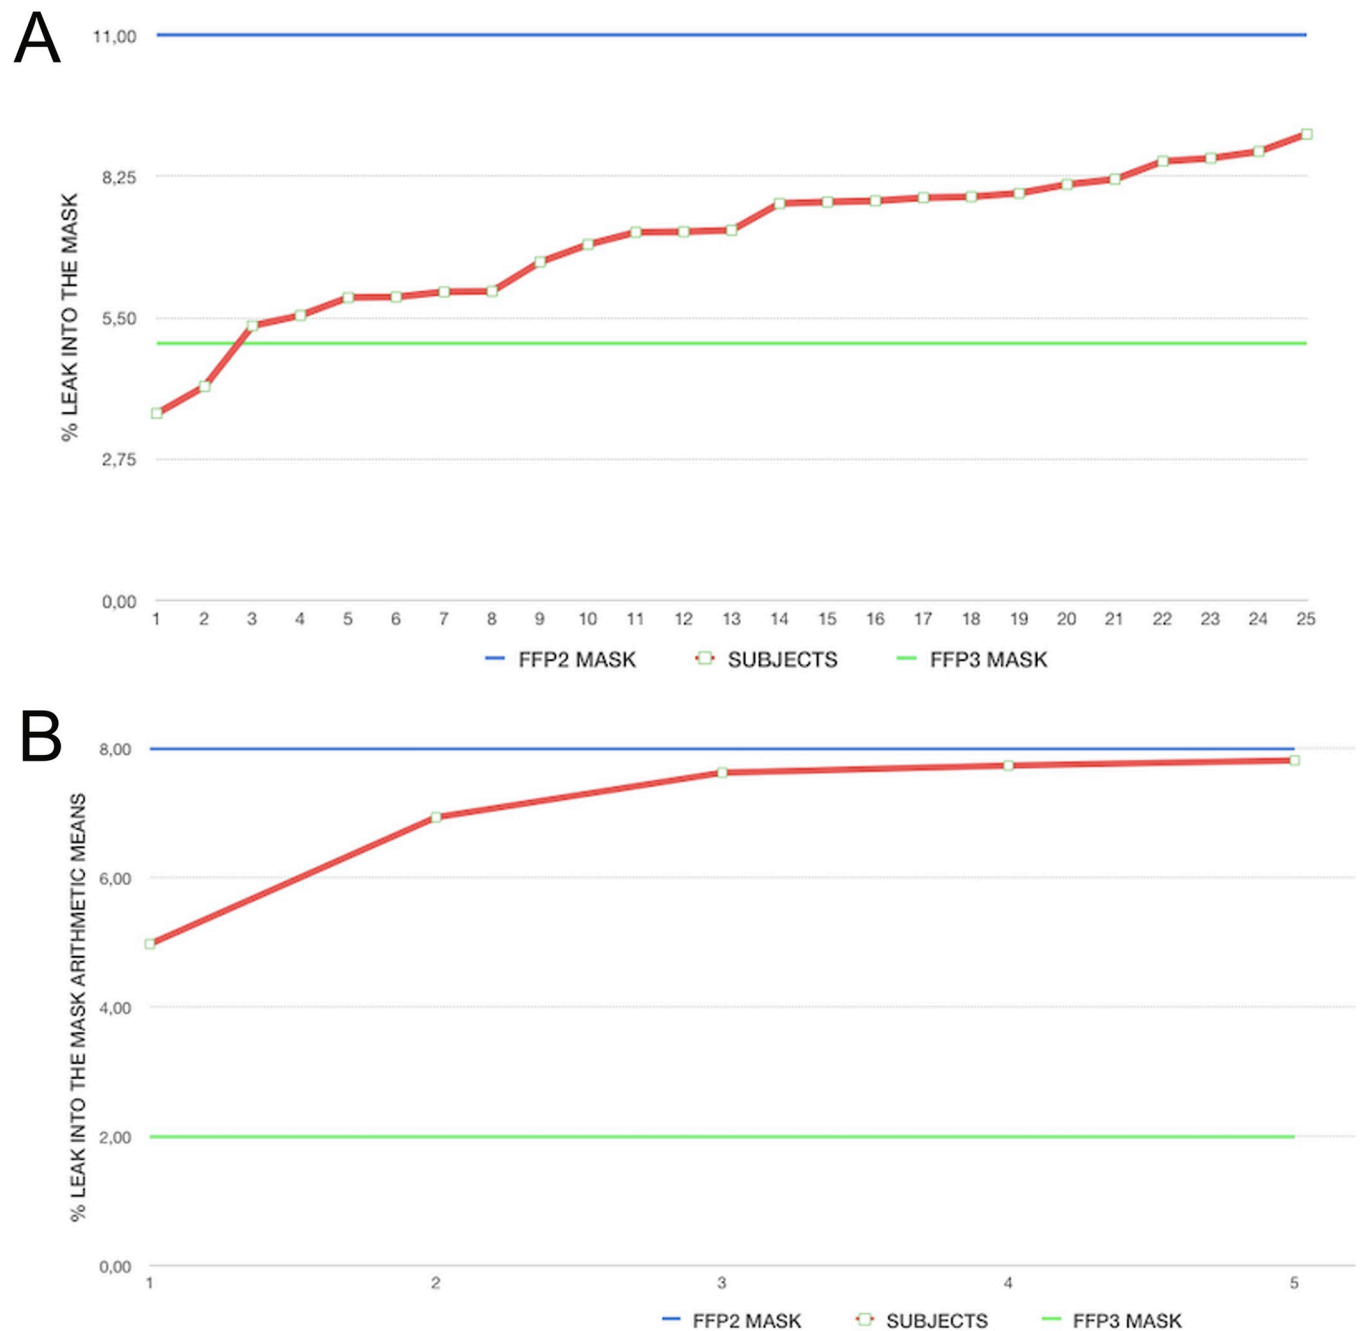 A
11,00
8,25
5,50
2,75
0,00
% LEAK INTO THE MASK
1 2 3 4 5 6 7 8 9 10 11 12 13 14 15 16 17 18 19 20 21 22 23 24 25
FFP2 MASK SUBJECTS FFP3 MASK
B
8,00
6,00
4,00
2,00
0,00
% LEAK INTO THE MASK ARITHMETIC MEANS
1 2 3 4 5
FFP2 MASK SUBJECTS FFP3 MASK